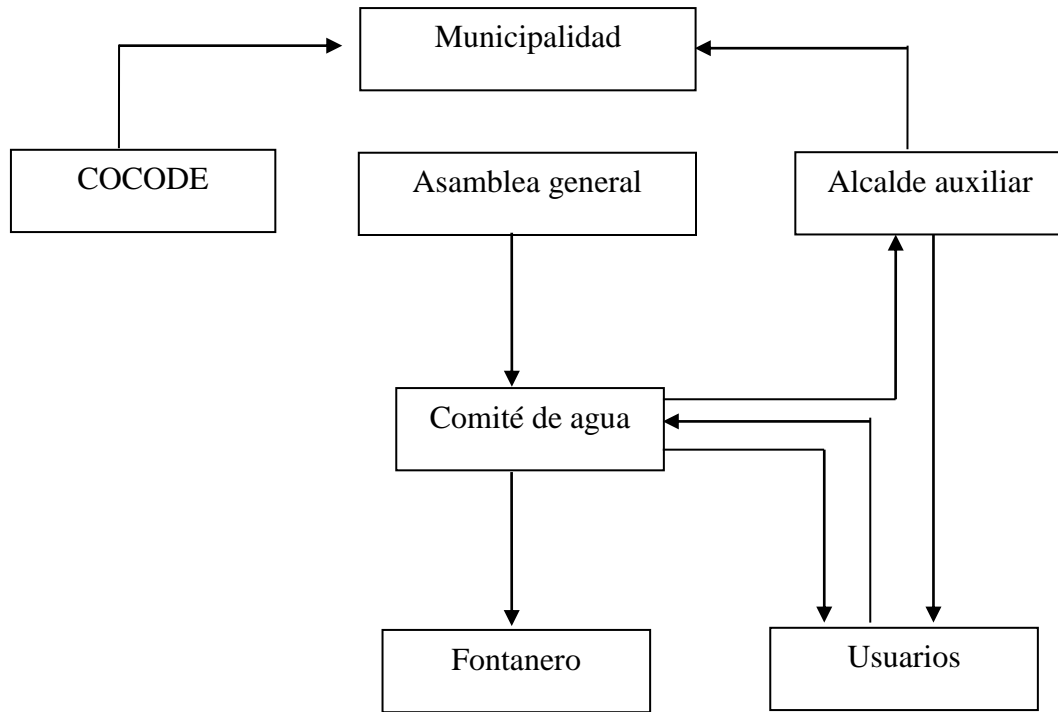 Municipalidad
COCODE
Asamblea general
Alcalde auxiliar
Comité de agua
Fontanero
Usuarios